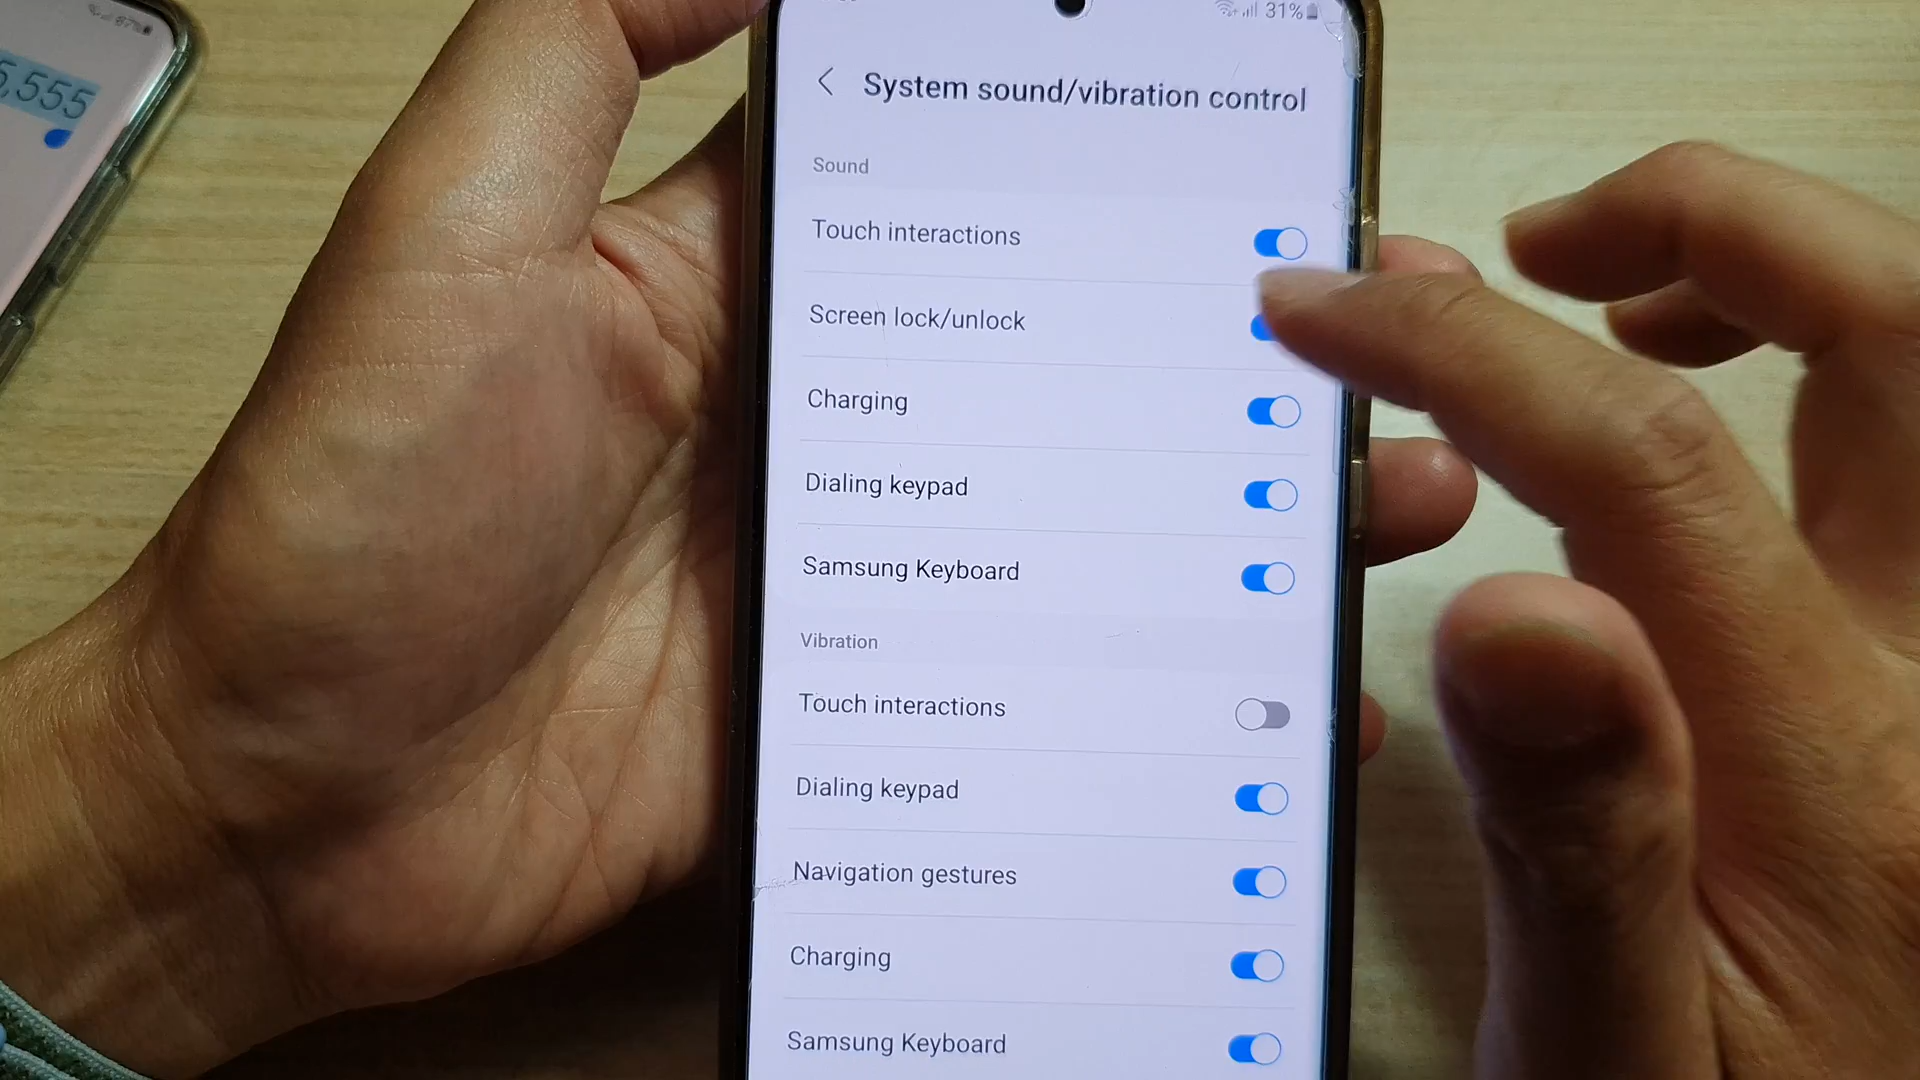 5,555
31%
System sound/vibration control
Sound
Touch interactions
Screen lock/unlock
Charging
Dialing keypad
Samsung Keyboard
Vibration
Touch interactions
Dialing keypad
Navigation gestures
Charging
Samsung Keyboard